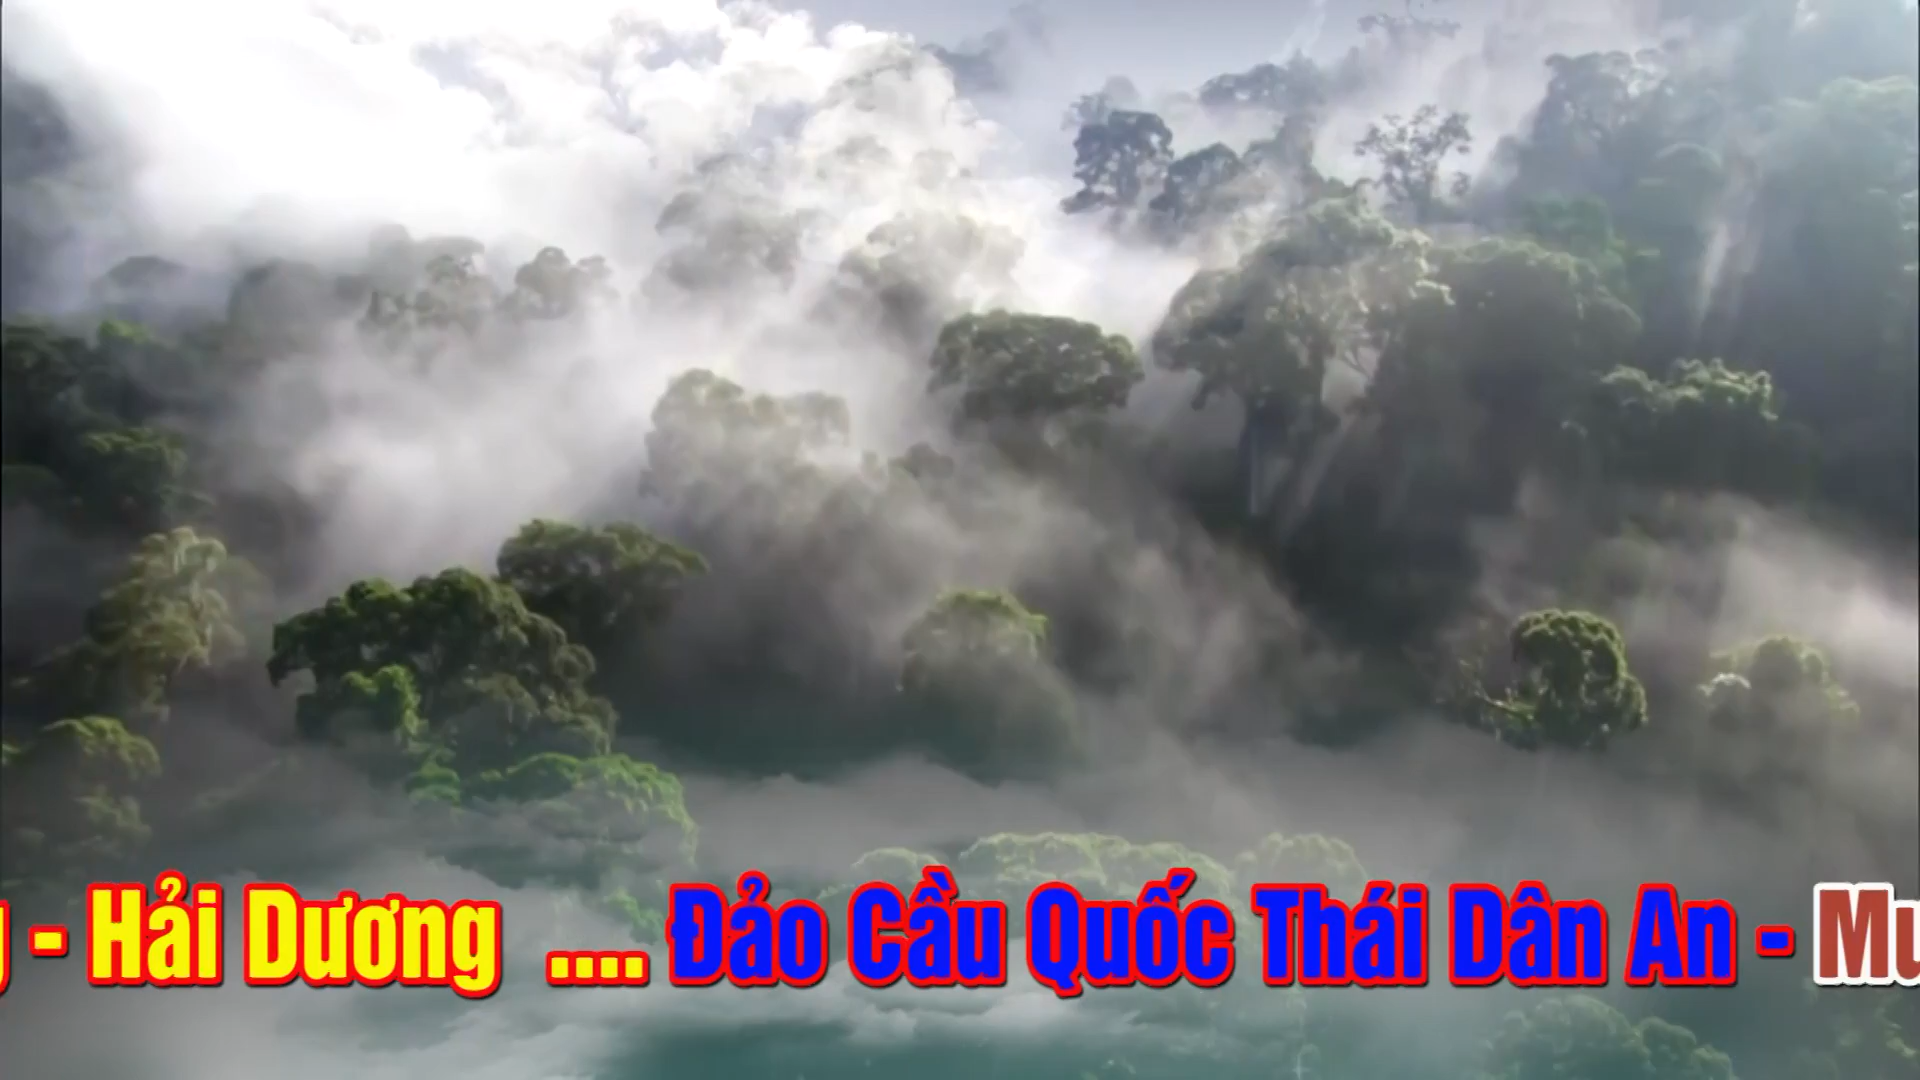 - Hải Dương .... Đảo Cầu Quốc Thái Dân An -